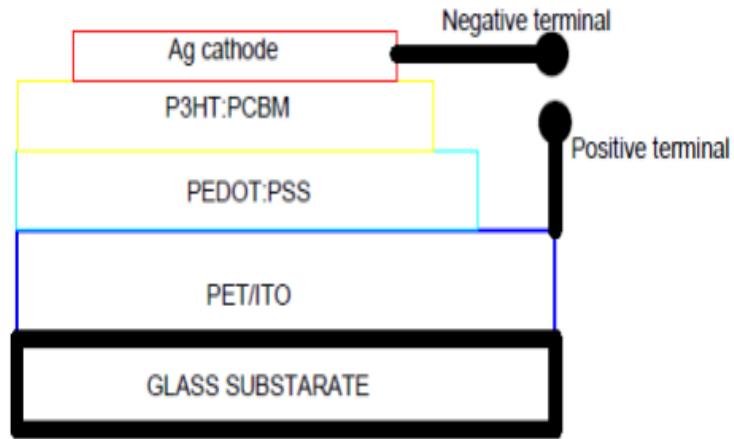 Negative terminal
Ag cathode
P3HT:PCBM
Positive terminal
PEDOT:PSS
PET/ITO
GLASS SUBSTARATE